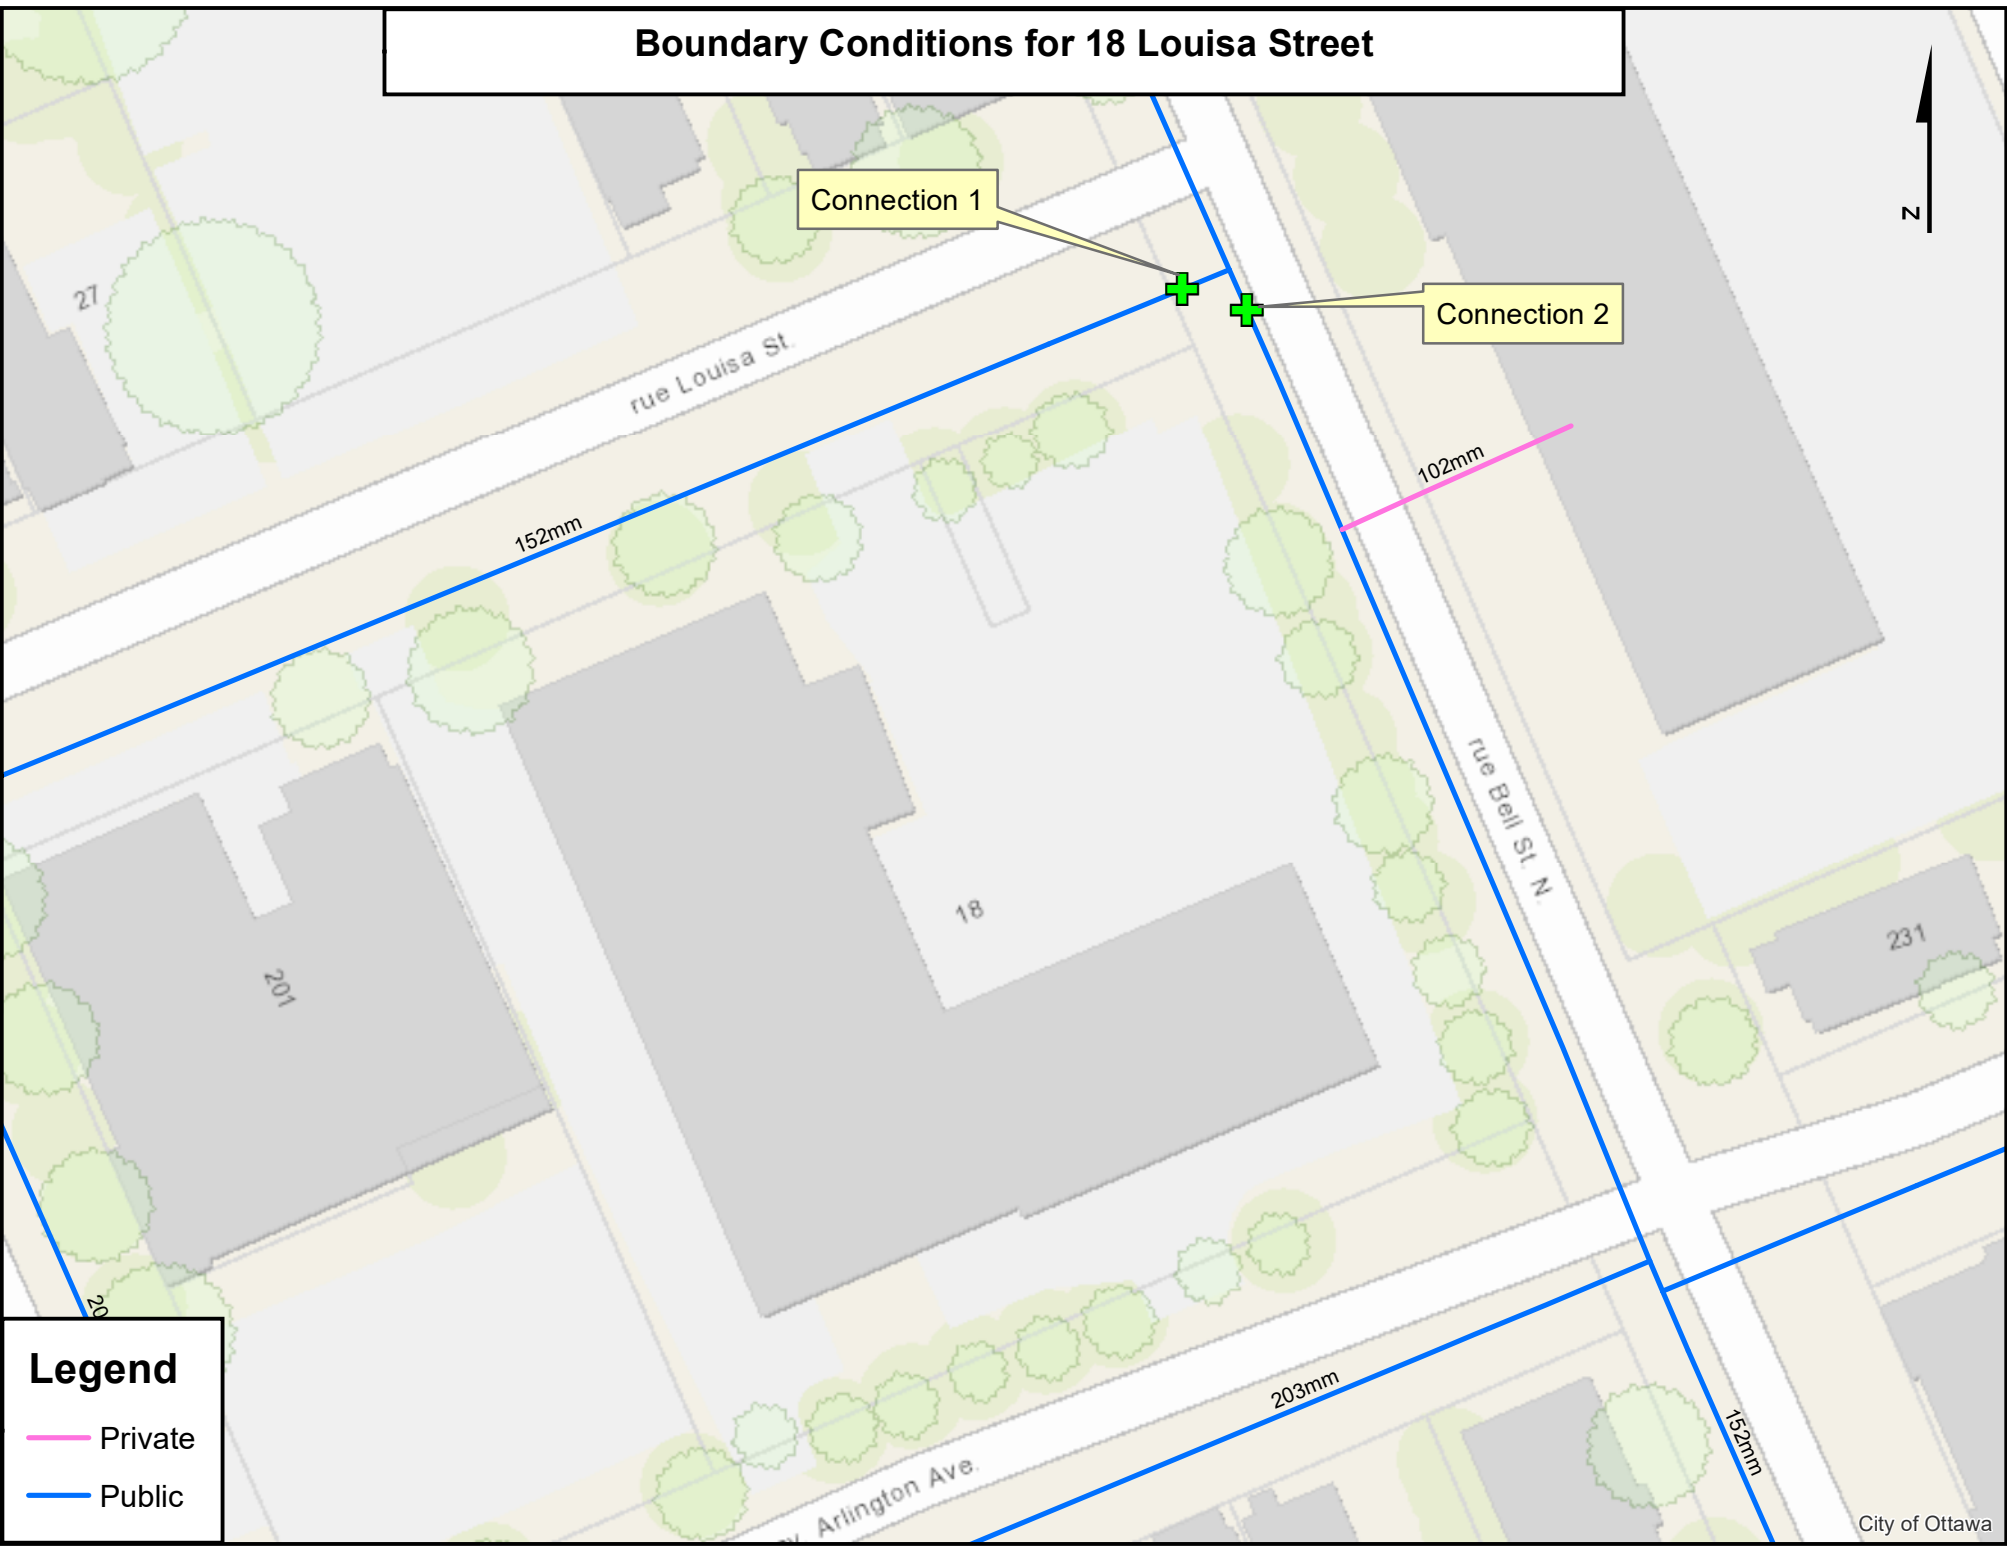 Boundary Conditions for 18 Louisa Street
Connection 1
Connection 2
N
27
rue Louisa St.
102mm
152mm
rue Bell St. N.
18
201
231
20
203mm
152mm
Arlington Ave.
Legend
Private
Public
City of Ottawa